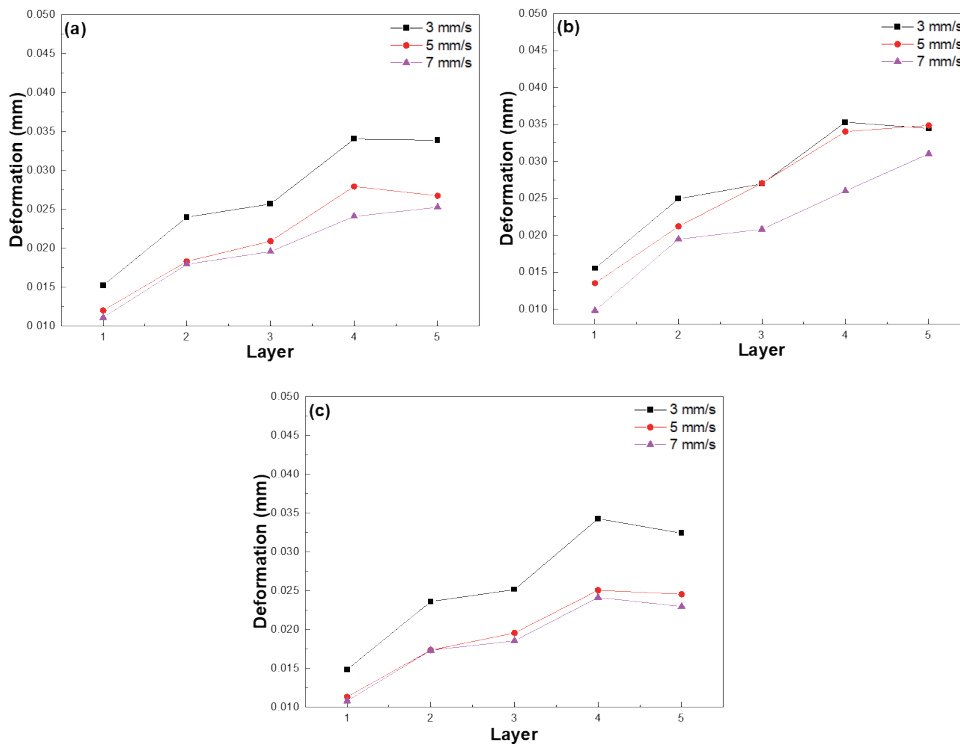 (a)
3 mm/s
5 mm/s
7 mm/s
0.050
0.045
0.040
0.035
0.030
0.025
0.020
0.015
0.010
Deformation (mm)
1 2 3 4 5
Layer
(b)
3 mm/s
5 mm/s
7 mm/s
0.050
0.045
0.040
0.035
0.030
0.025
0.020
0.015
0.010
Deformation (mm)
1 2 3 4 5
Layer
(c)
3 mm/s
5 mm/s
7 mm/s
0.050
0.045
0.040
0.035
0.030
0.025
0.020
0.015
0.010
Deformation (mm)
1 2 3 4 5
Layer